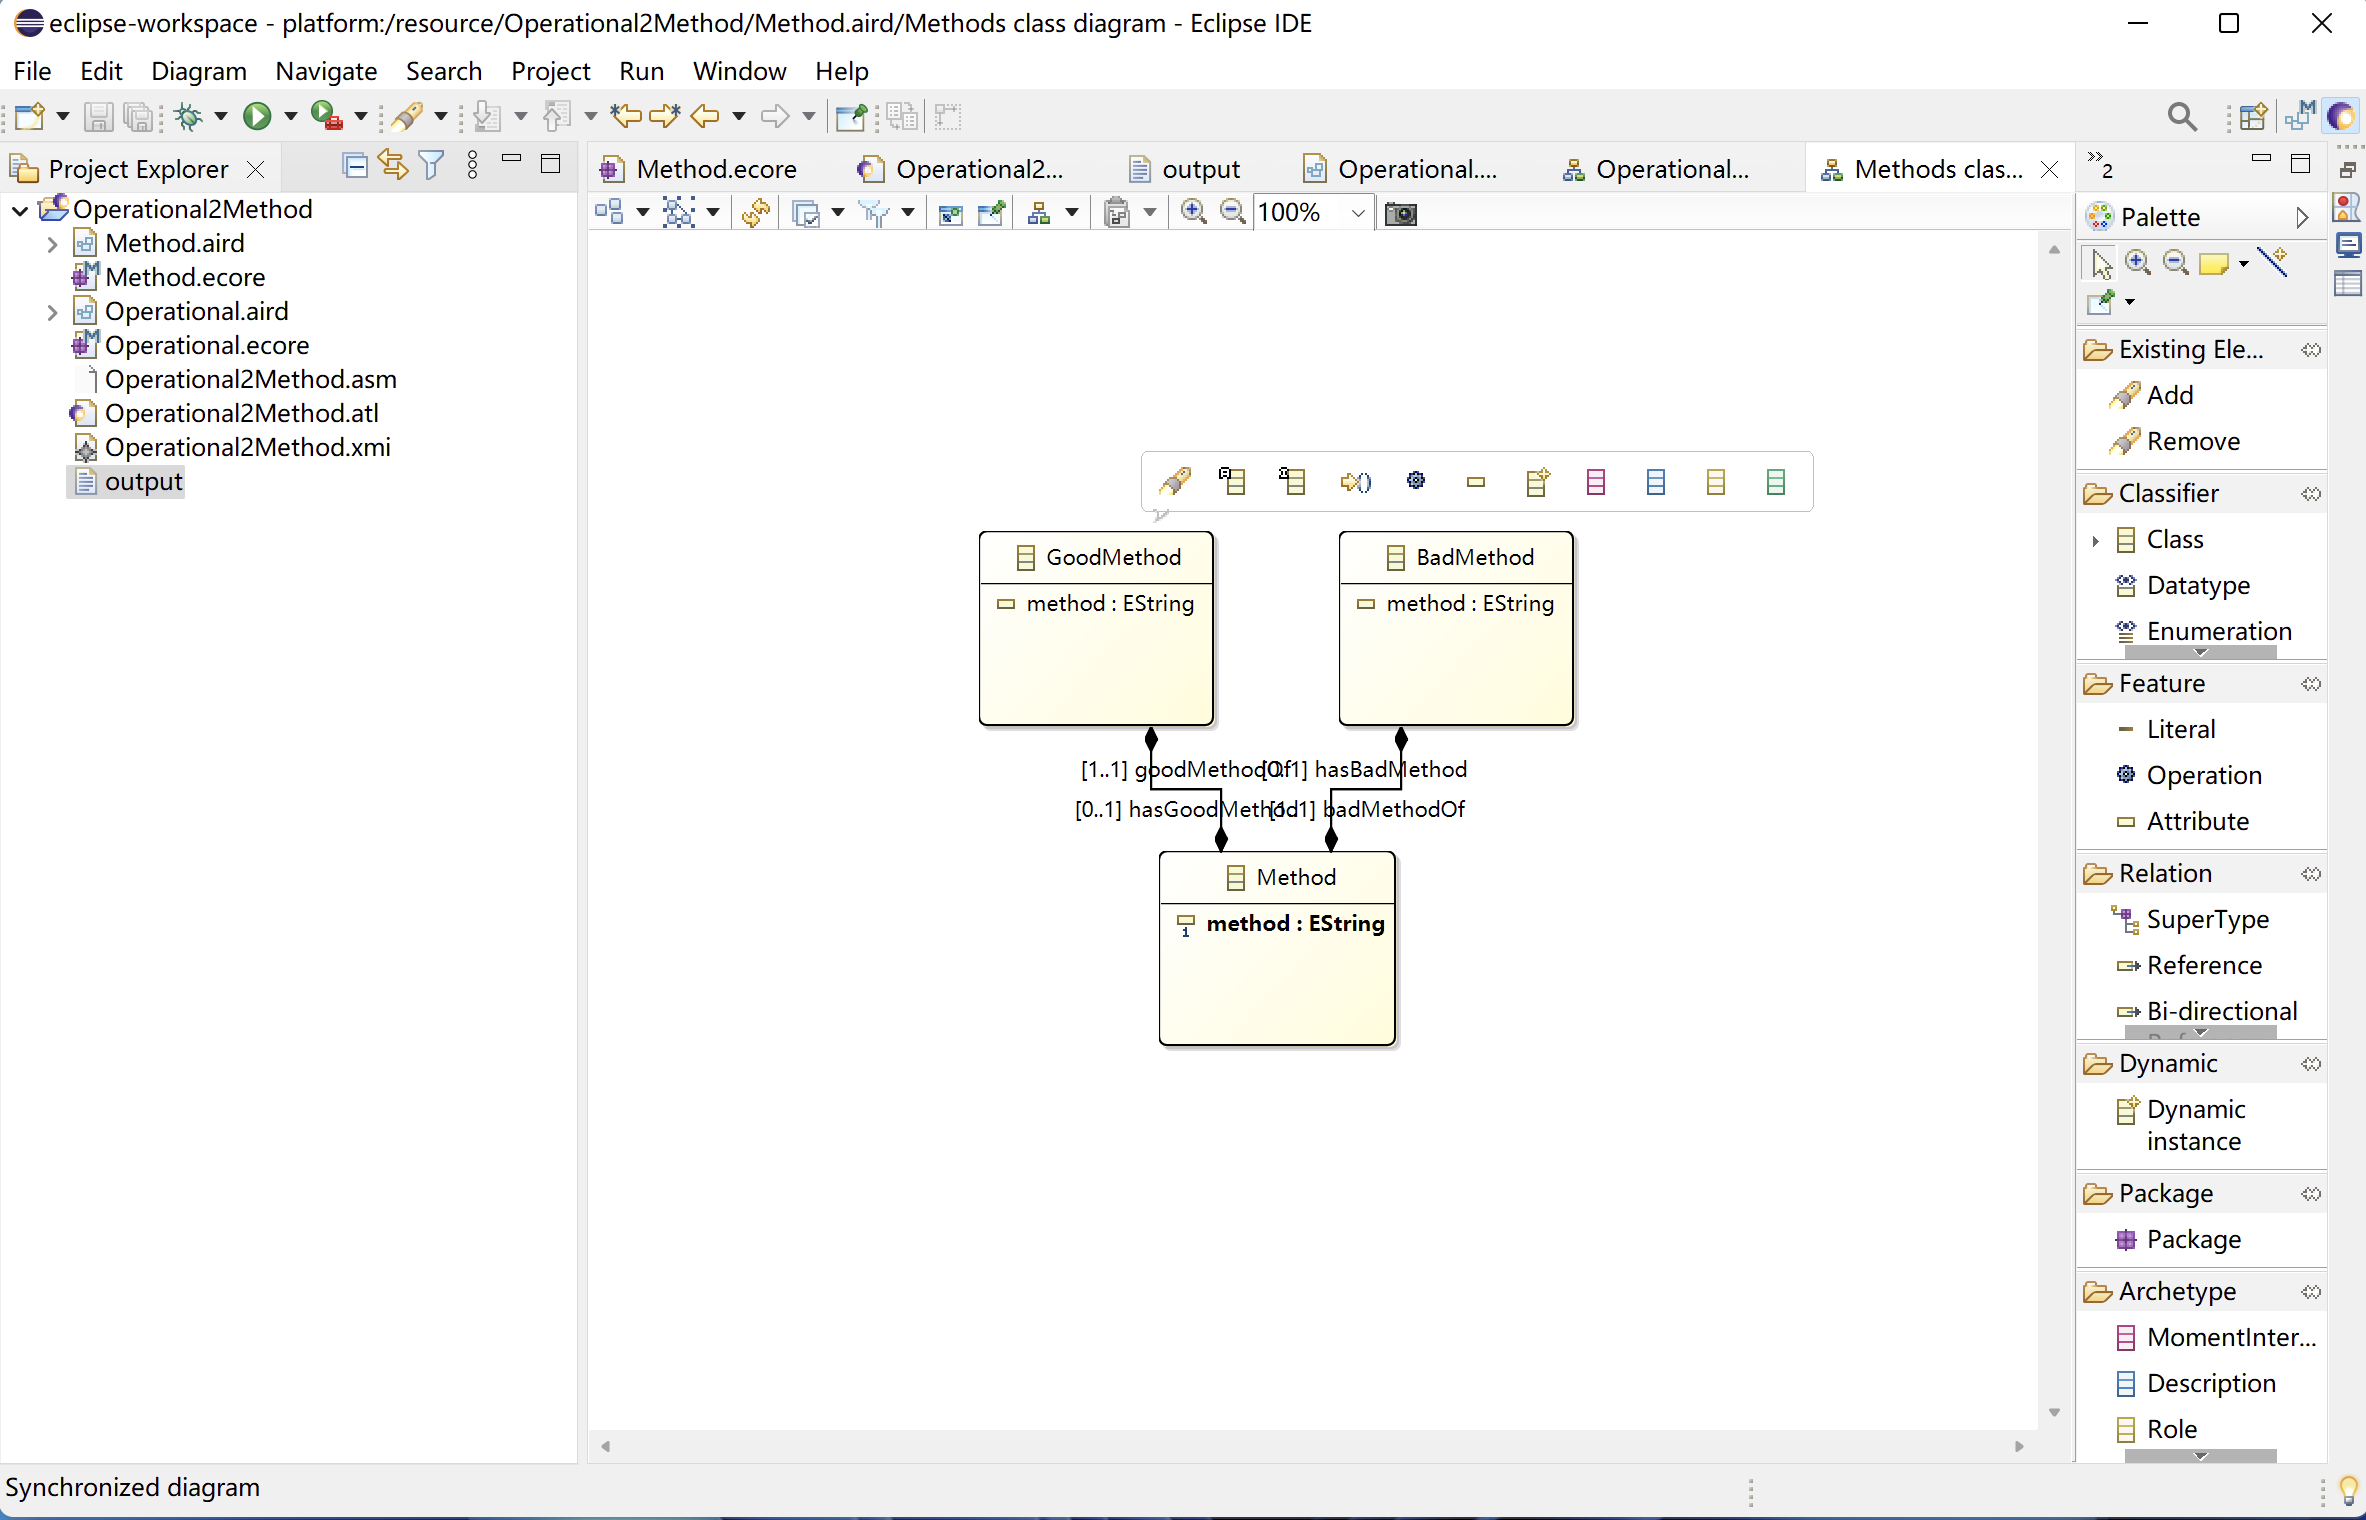 eclipse-workspace - platform:/resource/Operational2Method/Method.aird/Methods class diagram - Eclipse IDE
File Edit Diagram Navigate Search Project Run Window Help
Project Explorer
Method.ecore Operational2... output Operational.... Operational... Methods clas... »2
100%
Operational2Method
Method.aird
Method.ecore
Operational.aird
Operational.ecore
Operational2Method.asm
Operational2Method.atl
Operational2Method.xmi
output
GoodMethod
method : EString
BadMethod
method : EString
[1..1] goodMethodOf
[0..1] hasBadMethod
[0..1] hasGoodMethod
[1..1] badMethodOf
Method
method : EString
Palette
Existing Ele...
Add
Remove
Classifier
Class
Datatype
Enumeration
Feature
Literal
Operation
Attribute
Relation
SuperType
Reference
Bi-directional
Dynamic
Dynamic
instance
Package
Package
Archetype
MomentInter...
Description
Role
Synchronized diagram